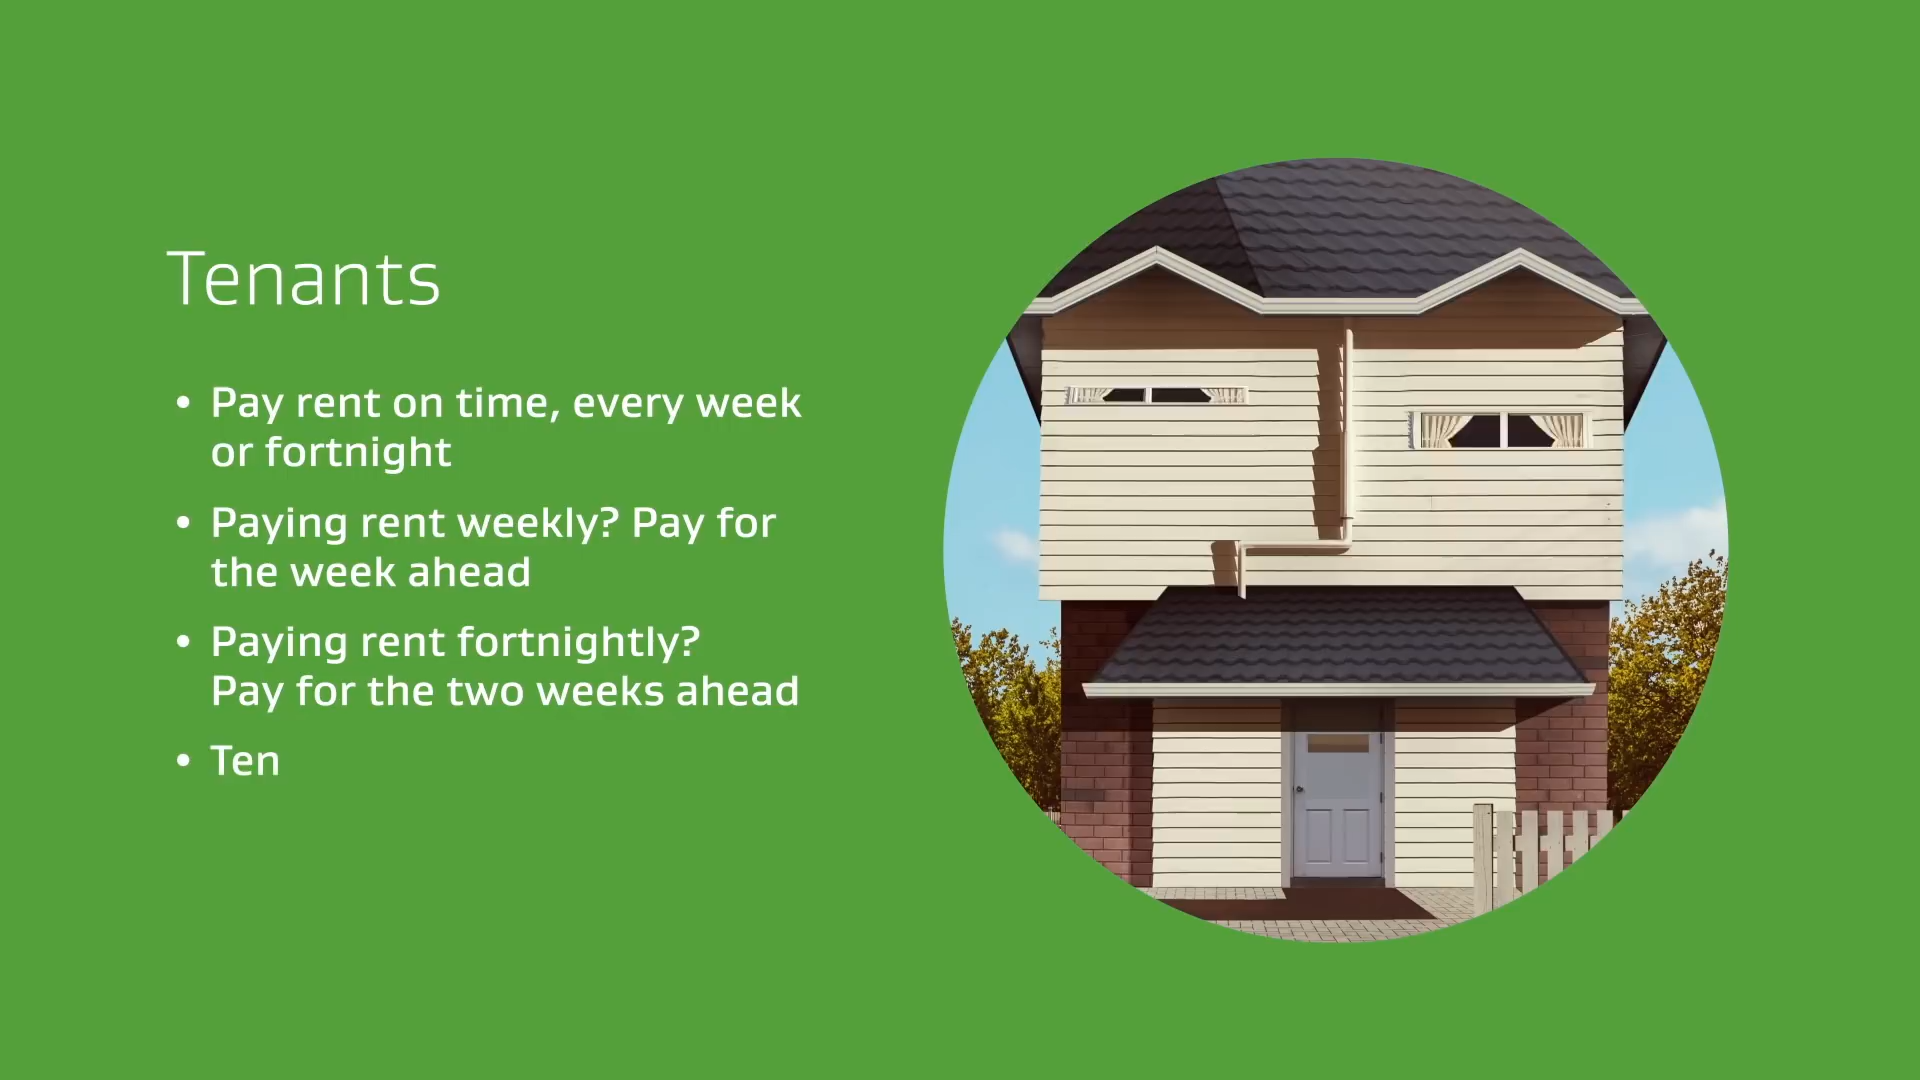 Tenants
• Pay rent on time, every week
or fortnight
• Paying rent weekly? Pay for
the week ahead
• Paying rent fortnightly?
Pay for the two weeks ahead
• Ten